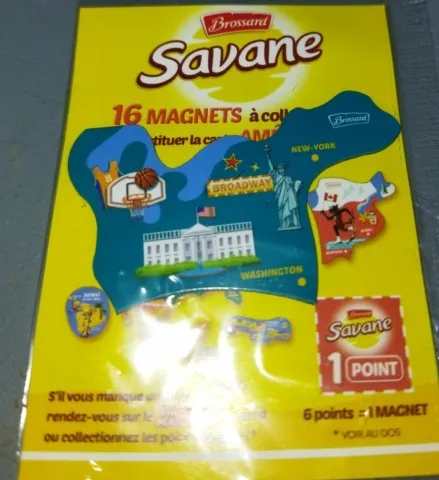 Brossard
Savane
16 MAGNETS à coll
tituer la car AM
Brossard
NEW-YORK
BROADWAY
WASHINGTON
Brossard
Savane
1 POINT
S'il vous manque
rendez-vous sur le
ou collectionnez les
6 points = 1 MAGNET
* VOIR AU DOS